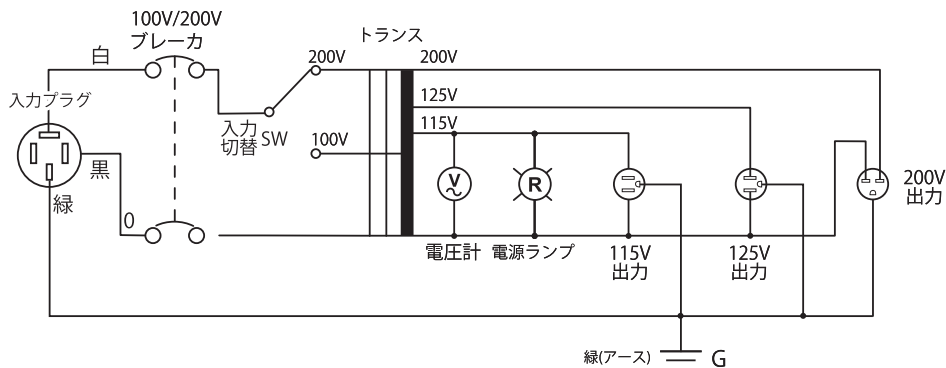 100V/200V
ブレーカ
白
入力プラグ
黒
緑
0
入力
切替 SW
200V
100V
トランス
200V
125V
115V
V
R
電圧計
電源ランプ
115V
出力
125V
出力
200V
出力
緑(アース)
G